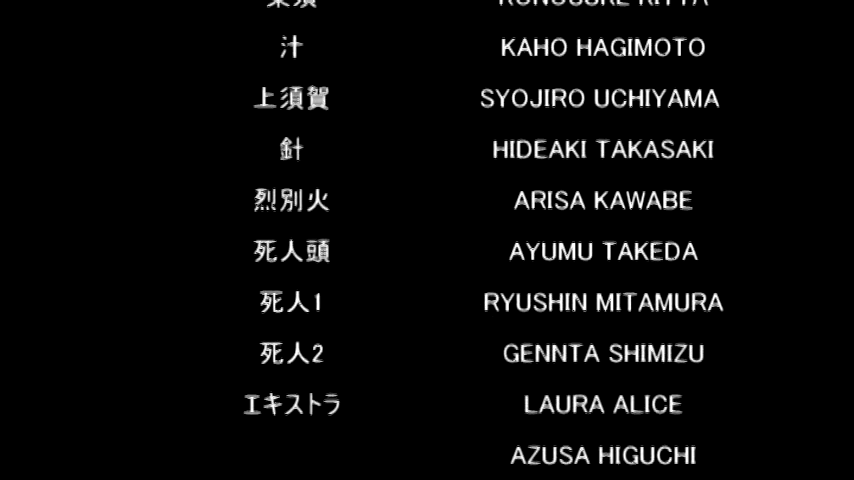 汁 KAHO HAGIMOTO
上須賀 SYOJIRO UCHIYAMA
針 HIDEAKI TAKASAKI
烈別火 ARISA KAWABE
死人頭 AYUMU TAKEDA
死人1 RYUSHIN MITAMURA
死人2 GENNTA SHIMIZU
エキストラ LAURA ALICE
AZUSA HIGUCHI